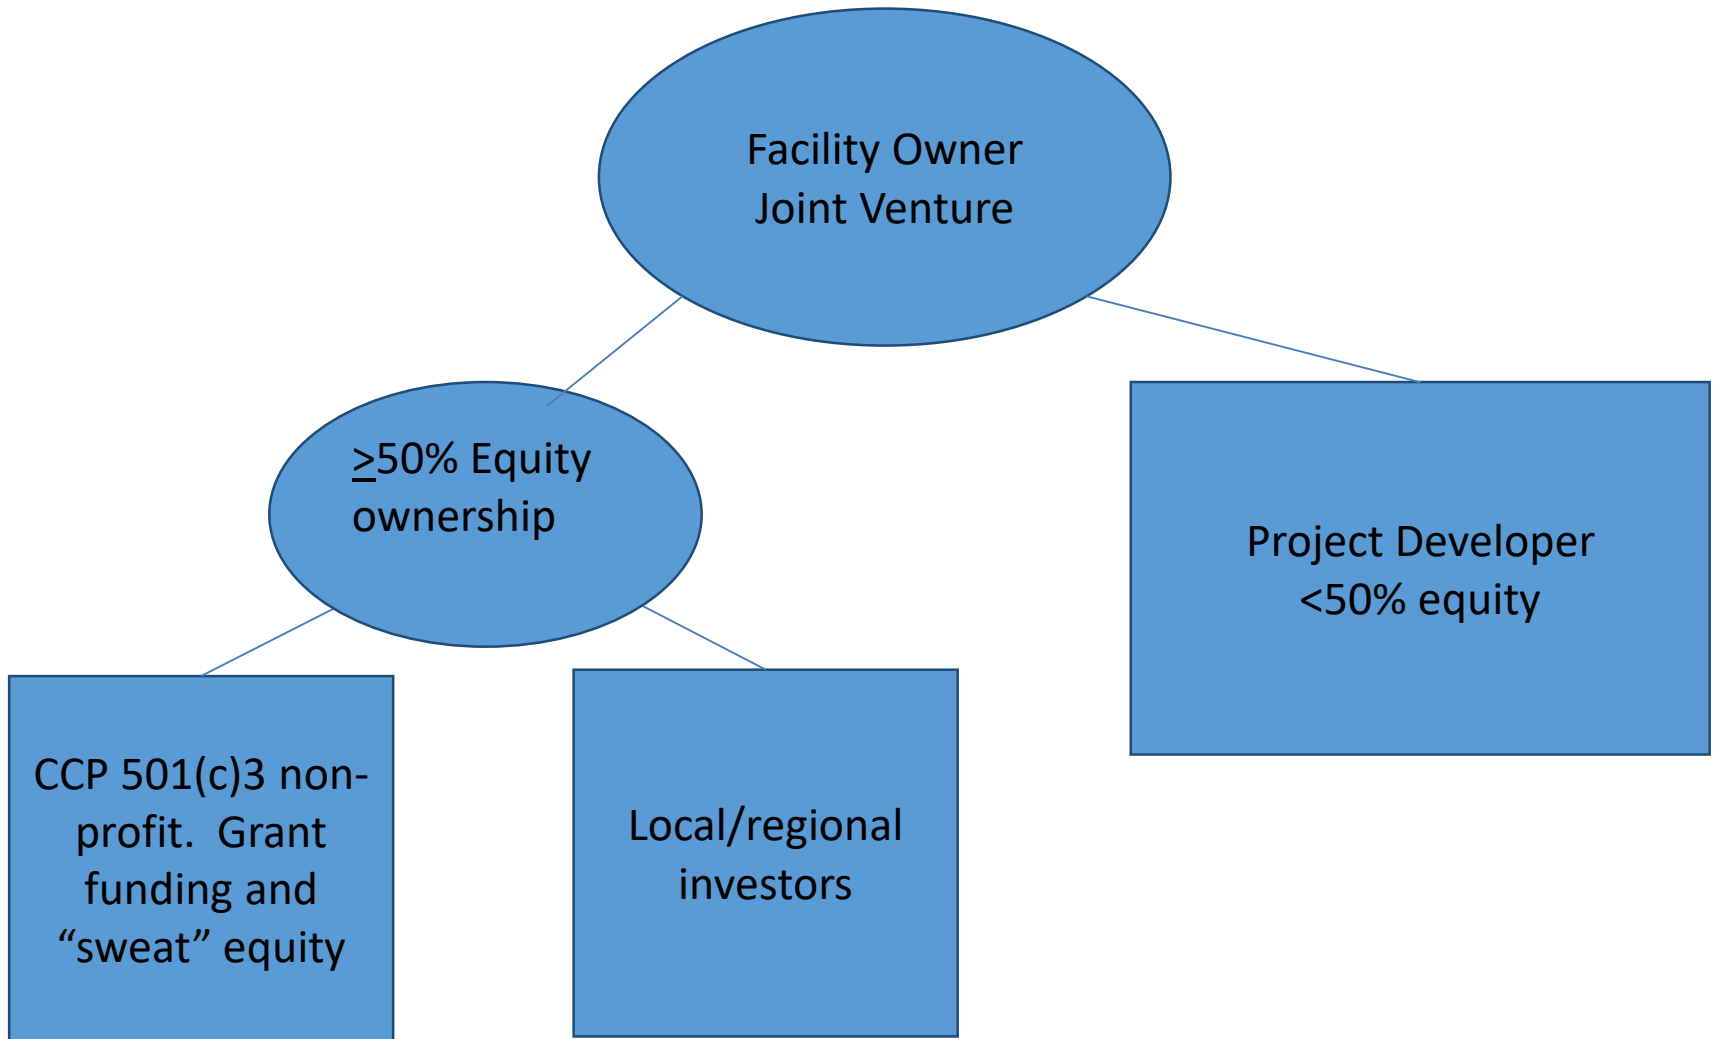 Facility Owner
Joint Venture
≥50% Equity
ownership
Project Developer
<50% equity
CCP 501(c)3 non-
profit.  Grant
funding and
“sweat” equity
Local/regional
investors